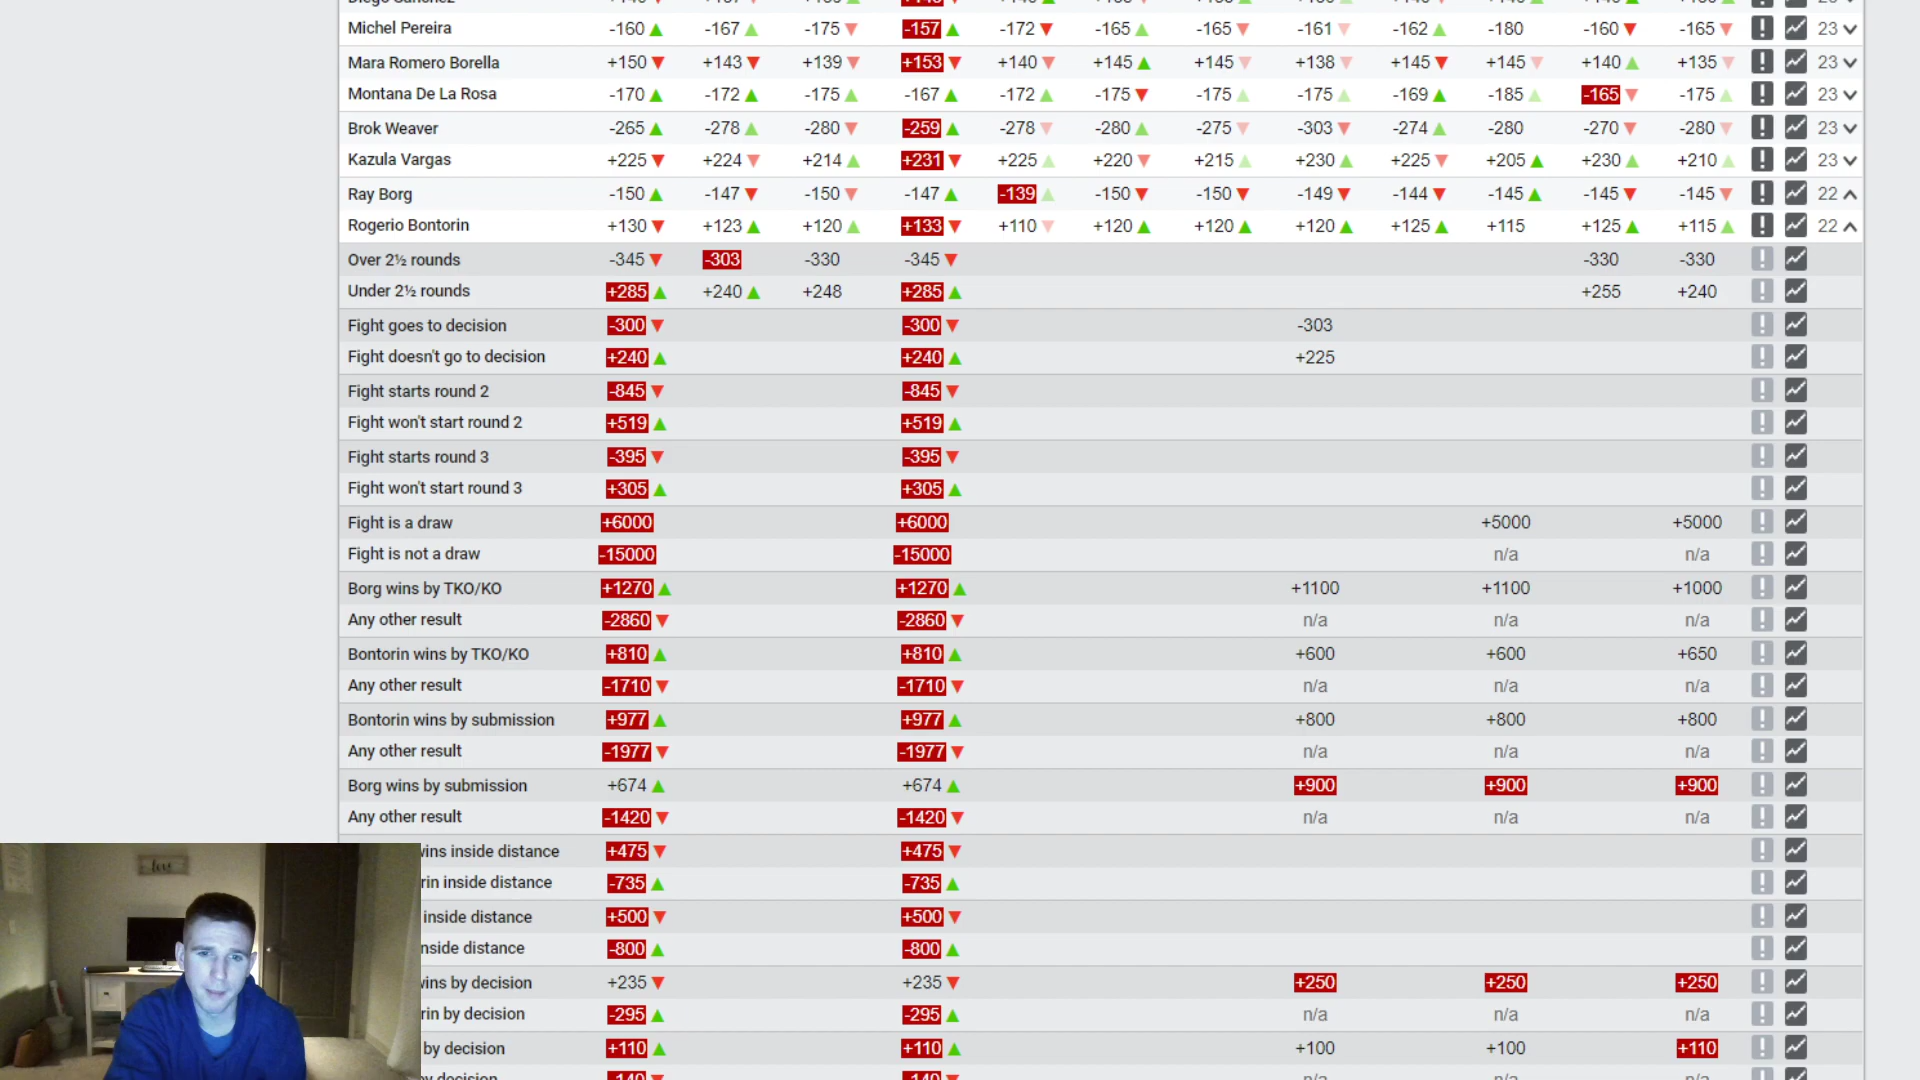 Michel Pereira -160 -167 -175 -157 -172 -165 -165 -161 -162 -180 -160 -165 23
Mara Romero Borella +150 +143 +139 +153 +140 +145 +145 +138 +145 +145 +140 +135 23
Montana De La Rosa -170 -172 -175 -167 -172 -175 -175 -175 -169 -185 -165 -175 23
Brok Weaver -265 -278 -280 -259 -278 -280 -275 -303 -274 -280 -270 -280 23
Kazula Vargas +225 +224 +214 +231 +225 +220 +215 +230 +225 +205 +230 +210 23
Ray Borg -150 -147 -150 -147 -139 -150 -150 -149 -144 -145 -145 -145 22
Rogerio Bontorin +130 +123 +120 +133 +110 +120 +120 +120 +125 +115 +125 +115 22
Over 2½ rounds -345 -303 -330 -345 -330 -330
Under 2½ rounds +285 +240 +248 +285 +255 +240
Fight goes to decision -300 -300 -303
Fight doesn't go to decision +240 +240 +225
Fight starts round 2 -845 -845
Fight won't start round 2 +519 +519
Fight starts round 3 -395 -395
Fight won't start round 3 +305 +305
Fight is a draw +6000 +6000 +5000 +5000
Fight is not a draw -15000 -15000 n/a n/a
Borg wins by TKO/KO +1270 +1270 +1100 +1100 +1000
Any other result -2860 -2860 n/a n/a n/a
Bontorin wins by TKO/KO +810 +810 +600 +600 +650
Any other result -1710 -1710 n/a n/a n/a
Bontorin wins by submission +977 +977 +800 +800 +800
Any other result -1977 -1977 n/a n/a n/a
Borg wins by submission +674 +674 +900 +900 +900
Any other result -1420 -1420 n/a n/a n/a
wins inside distance +475 +475
rin inside distance -735 -735
inside distance +500 +500
nside distance -800 -800
wins by decision +235 +235 +250 +250 +250
rin by decision -295 -295 n/a n/a n/a
by decision +110 +110 +100 +100 +110